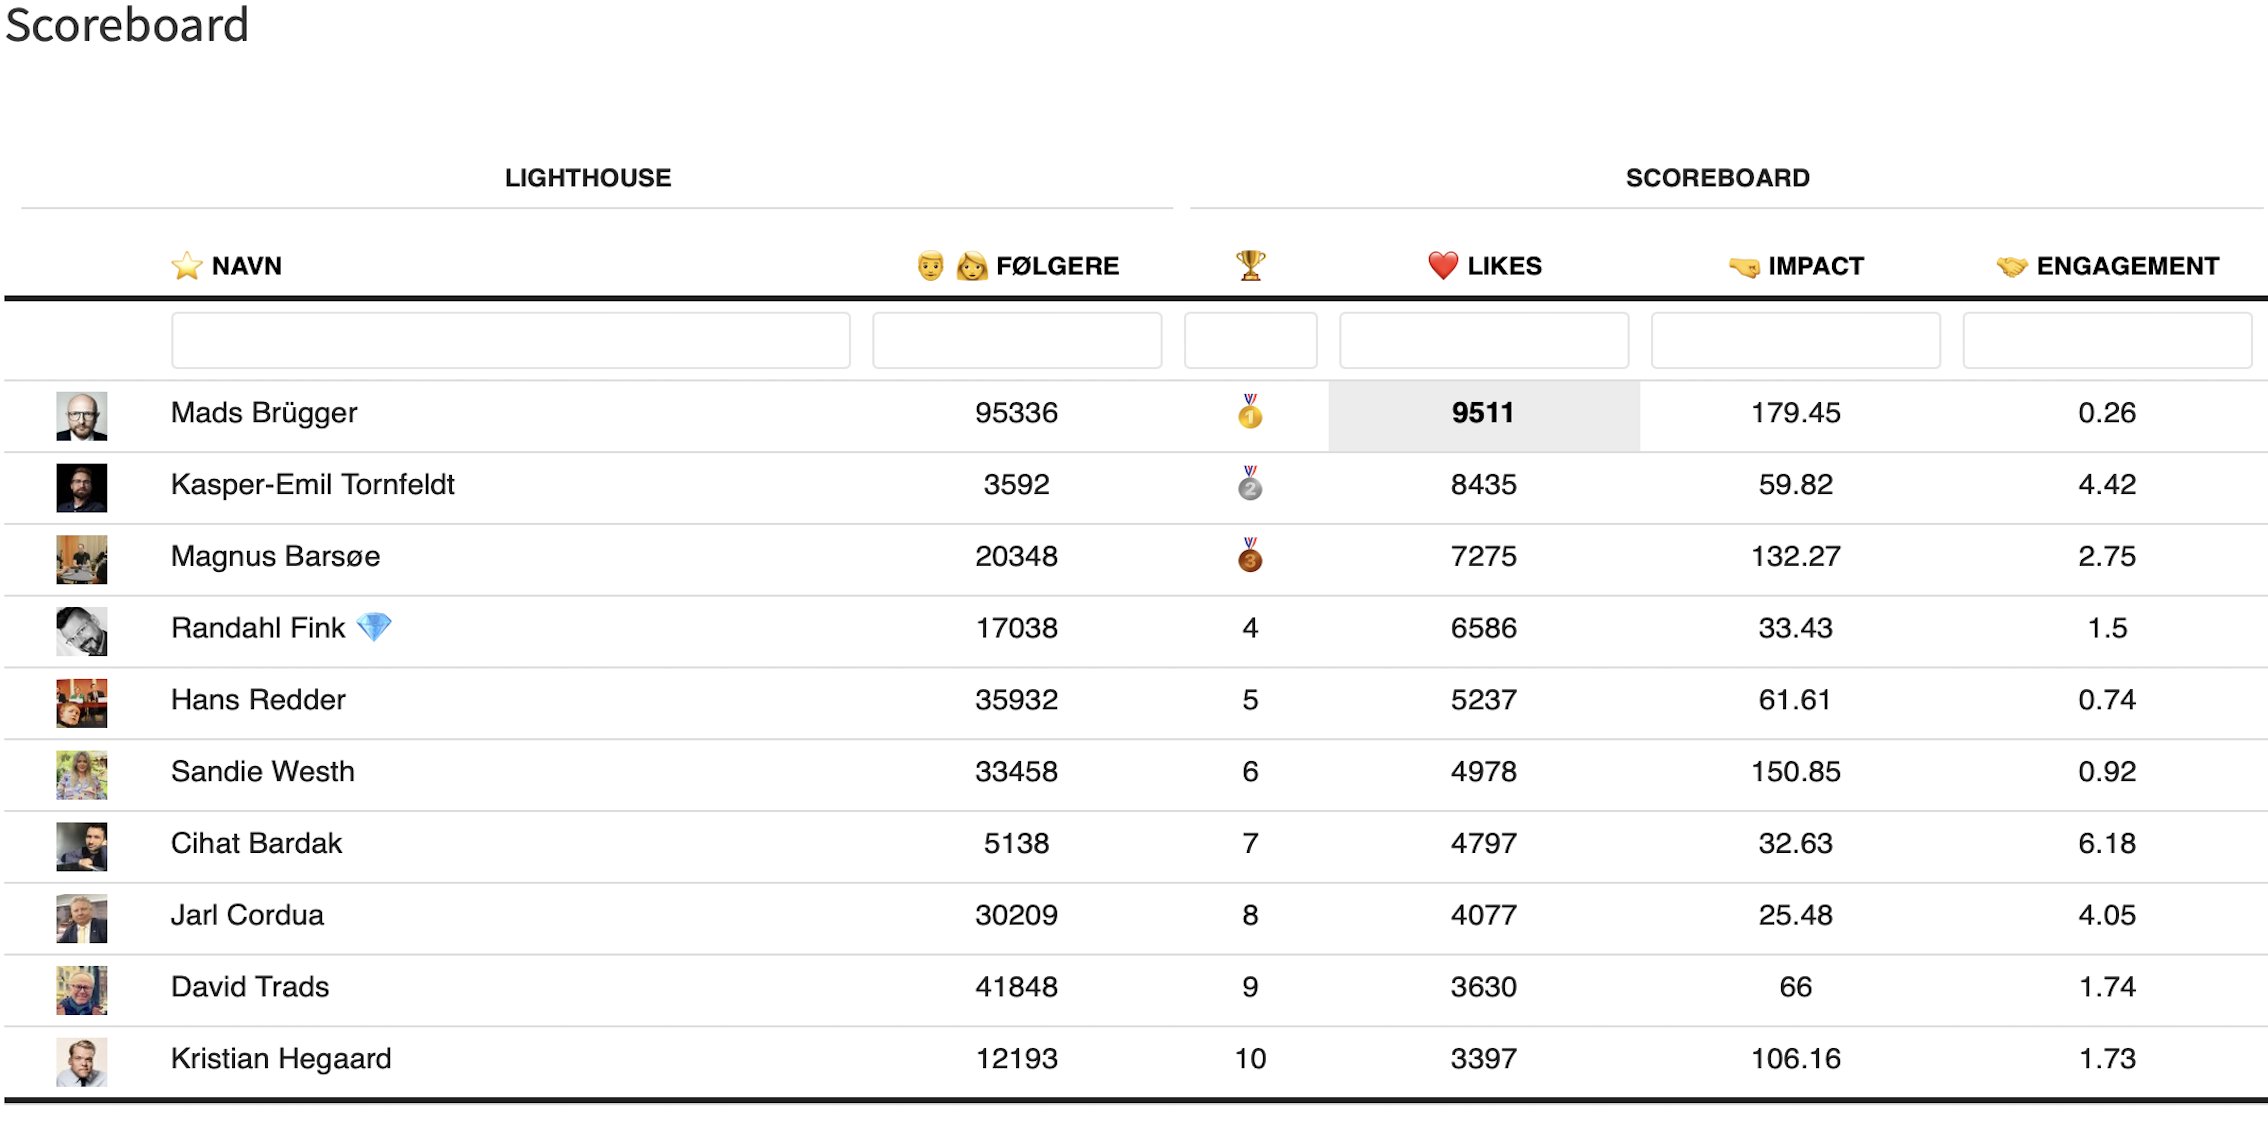 Scoreboard
LIGHTHOUSE SCOREBOARD
⭐ NAVN 👨 👩 FØLGERE 🏆 ❤️ LIKES 🤜 IMPACT 🤝 ENGAGEMENT
Mads Brügger 95336 🥇 9511 179.45 0.26
Kasper-Emil Tornfeldt 3592 🥈 8435 59.82 4.42
Magnus Barsøe 20348 🥉 7275 132.27 2.75
Randahl Fink 💎 17038 4 6586 33.43 1.5
Hans Redder 35932 5 5237 61.61 0.74
Sandie Westh 33458 6 4978 150.85 0.92
Cihat Bardak 5138 7 4797 32.63 6.18
Jarl Cordua 30209 8 4077 25.48 4.05
David Trads 41848 9 3630 66 1.74
Kristian Hegaard 12193 10 3397 106.16 1.73